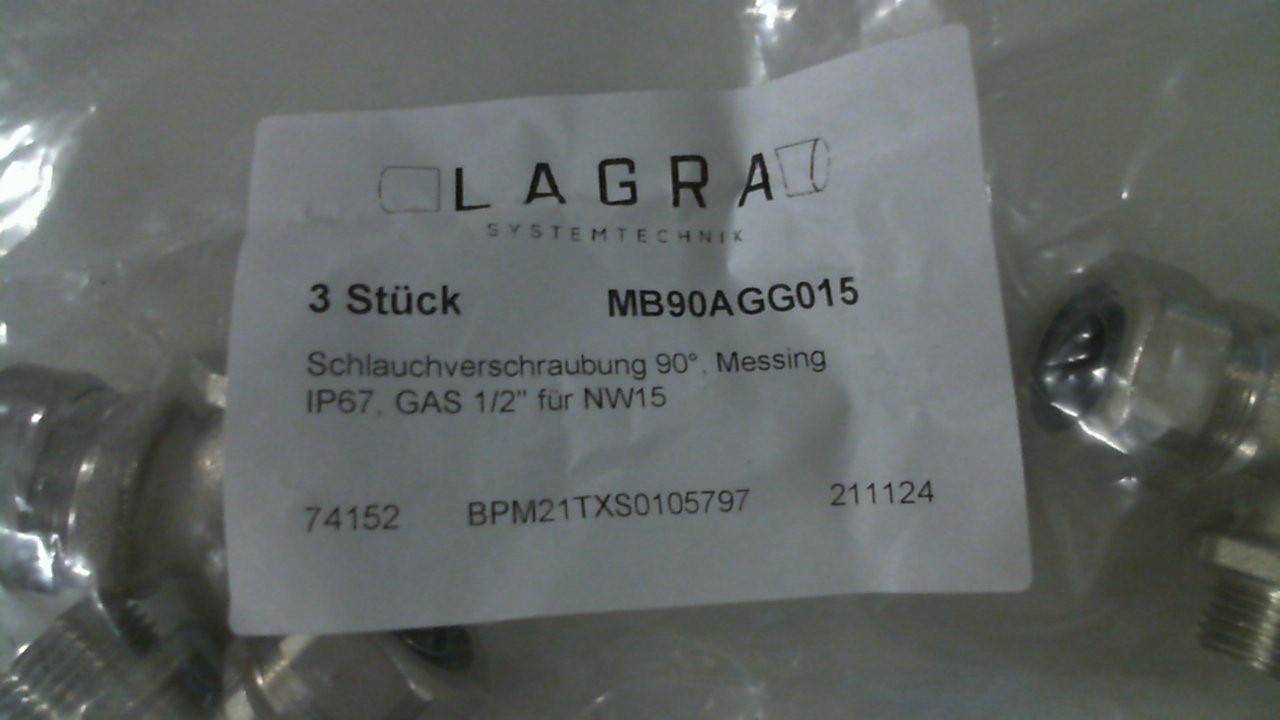 LAGRA
SYSTEMTECHNIK
3 Stück MB90AGG015
Schlauchverschraubung 90°, Messing
IP67, GAS 1/2" für NW15
74152 BPM21TXS0105797 211124